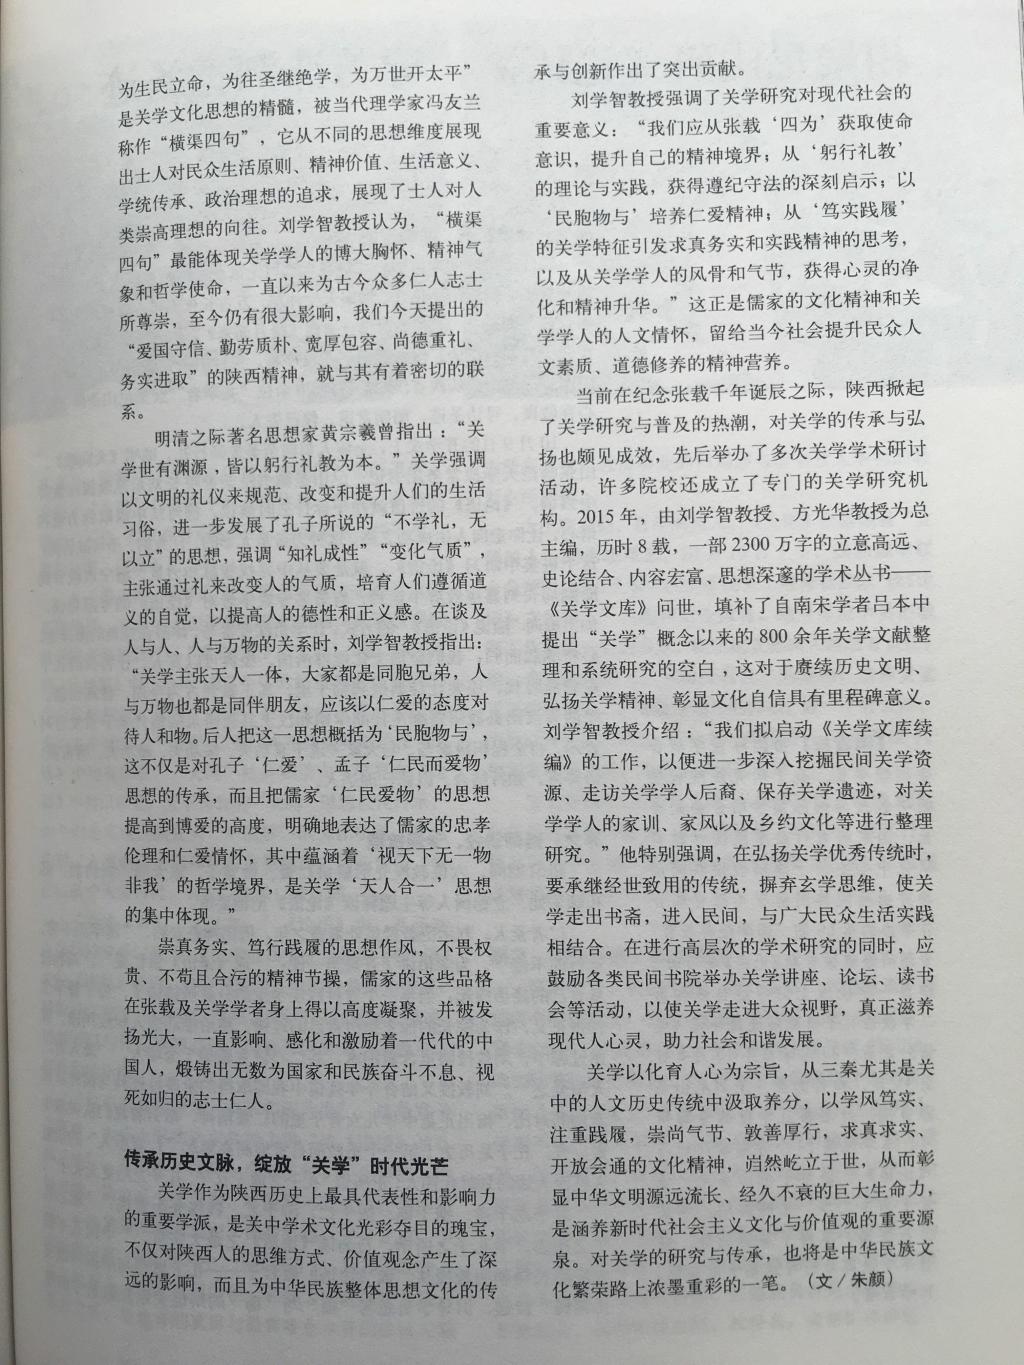 为生民立命，为往圣继绝学，为万世开太平”
是关学文化思想的精髓，被当代理学家冯友兰
称作“横渠四句”，它从不同的思想维度展现
出士人对民众生活原则、精神价值、生活意义、
学统传承、政治理想的追求，展现了士人对人
类崇高理想的向往。刘学智教授认为，“横渠
四句”最能体现关学学人的博大胸怀、精神气
象和哲学使命，一直以来为古今众多仁人志士
所尊崇，至今仍有很大影响，我们今天提出的
“爱国守信、勤劳质朴、宽厚包容、尚德重礼、
务实进取”的陕西精神，就与其有着密切的联
系。
明清之际著名思想家黄宗羲曾指出：“关
学世有渊源，皆以躬行礼教为本。”关学强调
以文明的礼仪来规范、改变和提升人们的生活
习俗，进一步发展了孔子所说的“不学礼，无
以立”的思想，强调“知礼成性”“变化气质”，
主张通过礼来改变人的气质，培育人们遵循道
义的自觉，以提高人的德性和正义感。在谈及
人与人、人与万物的关系时，刘学智教授指出：
“关学主张天人一体，大家都是同胞兄弟，人
与万物也都是同伴朋友，应该以仁爱的态度对
待人和物。后人把这一思想概括为‘民胞物与’，
这不仅是对孔子‘仁爱’、孟子‘仁民而爱物’
思想的传承，而且把儒家‘仁民爱物’的思想
提高到博爱的高度，明确地表达了儒家的忠孝
伦理和仁爱情怀，其中蕴涵着‘视天下无一物
非我’的哲学境界，是关学‘天人合一’思想
的集中体现。”
崇真务实、笃行践履的思想作风，不畏权
贵、不苟且合污的精神节操，儒家的这些品格
在张载及关学学者身上得以高度凝聚，并被发
扬光大，一直影响、感化和激励着一代代的中
国人，煅铸出无数为国家和民族奋斗不息、视
死如归的志士仁人。
传承历史文脉，绽放“关学”时代光芒
关学作为陕西历史上最具代表性和影响力
的重要学派，是关中学术文化光彩夺目的瑰宝，
不仅对陕西人的思维方式、价值观念产生了深
远的影响，而且为中华民族整体思想文化的传
承与创新作出了突出贡献。
刘学智教授强调了关学研究对现代社会的
重要意义：“我们应从张载‘四为’获取使命
意识，提升自己的精神境界；从‘躬行礼教’
的理论与实践，获得遵纪守法的深刻启示；以
‘民胞物与’培养仁爱精神；从‘笃实践履’
的关学特征引发求真务实和实践精神的思考，
以及从关学学人的风骨和气节，获得心灵的净
化和精神升华。”这正是儒家的文化精神和关
学学人的人文情怀，留给当今社会提升民众人
文素质、道德修养的精神营养。
当前在纪念张载千年诞辰之际，陕西掀起
了关学研究与普及的热潮，对关学的传承与弘
扬也颇见成效，先后举办了多次关学学术研讨
活动，许多院校还成立了专门的关学研究机
构。2015 年，由刘学智教授、方光华教授为总
主编，历时 8 载，一部 2300 万字的立意高远、
史论结合、内容宏富、思想深邃的学术丛书——
《关学文库》问世，填补了自南宋学者吕本中
提出“关学”概念以来的 800 余年关学文献整
理和系统研究的空白，这对于赓续历史文明、
弘扬关学精神、彰显文化自信具有里程碑意义。
刘学智教授介绍：“我们拟启动《关学文库续
编》的工作，以便进一步深入挖掘民间关学资
源、走访关学学人后裔、保存关学遗迹，对关
学学人的家训、家风以及乡约文化等进行整理
研究。”他特别强调，在弘扬关学优秀传统时，
要承继经世致用的传统，摒弃玄学思维，使关
学走出书斋，进入民间，与广大民众生活实践
相结合。在进行高层次的学术研究的同时，应
鼓励各类民间书院举办关学讲座、论坛、读书
会等活动，以使关学走进大众视野，真正滋养
现代人心灵，助力社会和谐发展。
关学以化育人心为宗旨，从三秦尤其是关
中的人文历史传统中汲取养分，以学风笃实、
注重践履，崇尚气节、敦善厚行，求真求实、
开放会通的文化精神，岿然屹立于世，从而彰
显中华文明源远流长、经久不衰的巨大生命力，
是涵养新时代社会主义文化与价值观的重要源
泉。对关学的研究与传承，也将是中华民族文
化繁荣路上浓墨重彩的一笔。（文／朱颜）